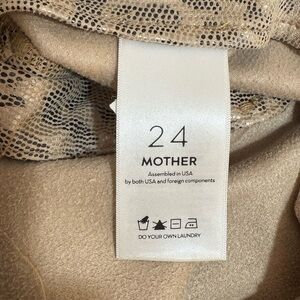 24
MOTHER
Assembled in USA
by both USA and foreign components
DO YOUR OWN LAUNDRY